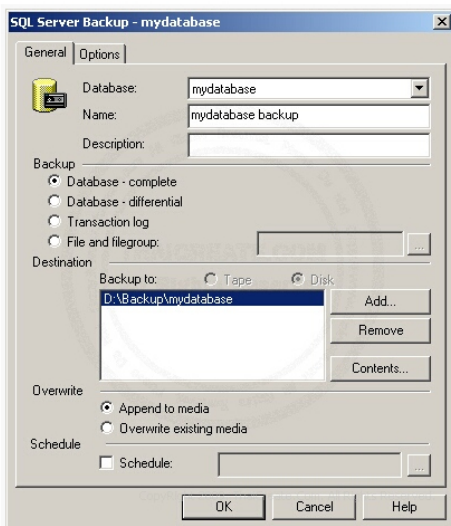 SQL Server Backup - mydatabase
General Options
Database: mydatabase
Name: mydatabase backup
Description:
Backup
Database - complete
Database - differential
Transaction log
File and filegroup: ...
Destination
Backup to: Tape Disk
D:\Backup\mydatabase
Add...
Remove
Contents...
Overwrite
Append to media
Overwrite existing media
Schedule
Schedule: ...
OK Cancel Help